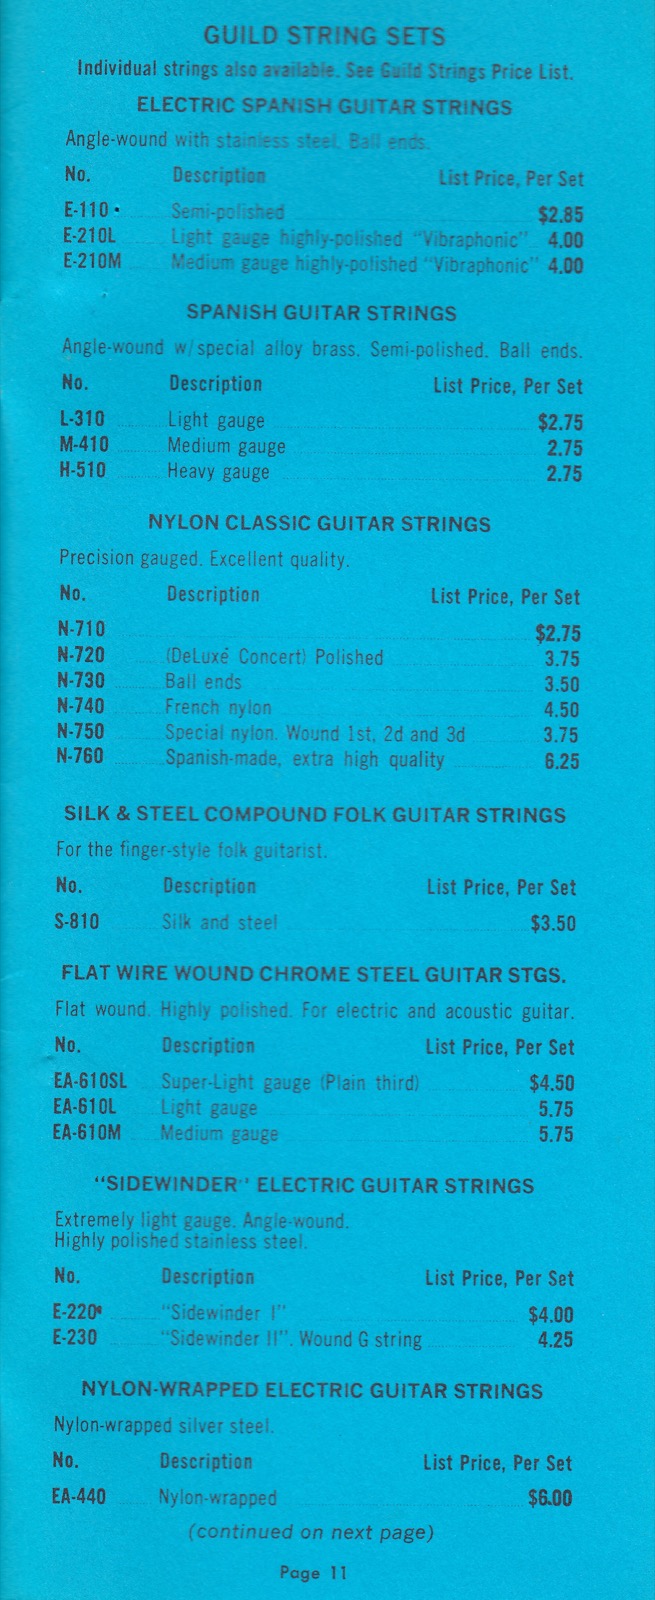 GUILD STRING SETS
Individual strings also available. See Guild Strings Price List.
ELECTRIC SPANISH GUITAR STRINGS
Angle-wound with stainless steel. Ball ends.
No. Description List Price, Per Set
E-110 Semi-polished $2.85
E-210L Light gauge highly-polished "Vibraphonic" 4.00
E-210M Medium gauge highly-polished "Vibraphonic" 4.00
SPANISH GUITAR STRINGS
Angle-wound w/special alloy brass. Semi-polished. Ball ends.
No. Description List Price, Per Set
L-310 Light gauge $2.75
M-410 Medium gauge 2.75
H-510 Heavy gauge 2.75
NYLON CLASSIC GUITAR STRINGS
Precision gauged. Excellent quality.
No. Description List Price, Per Set
N-710 $2.75
N-720 (DeLuxe Concert) Polished 3.75
N-730 Ball ends 3.50
N-740 French nylon 4.50
N-750 Special nylon. Wound 1st, 2d and 3d 3.75
N-760 Spanish-made, extra high quality 6.25
SILK & STEEL COMPOUND FOLK GUITAR STRINGS
For the finger-style folk guitarist.
No. Description List Price, Per Set
S-810 Silk and steel $3.50
FLAT WIRE WOUND CHROME STEEL GUITAR STGS.
Flat wound. Highly polished. For electric and acoustic guitar.
No. Description List Price, Per Set
EA-610SL Super-Light gauge (Plain third) $4.50
EA-610L Light gauge 5.75
EA-610M Medium gauge 5.75
"SIDEWINDER" ELECTRIC GUITAR STRINGS
Extremely light gauge. Angle-wound.
Highly polished stainless steel.
No. Description List Price, Per Set
E-220 "Sidewinder I" $4.00
E-230 "Sidewinder II". Wound G string 4.25
NYLON-WRAPPED ELECTRIC GUITAR STRINGS
Nylon-wrapped silver steel.
No. Description List Price, Per Set
EA-440 Nylon-wrapped $6.00
(continued on next page)
Page 11